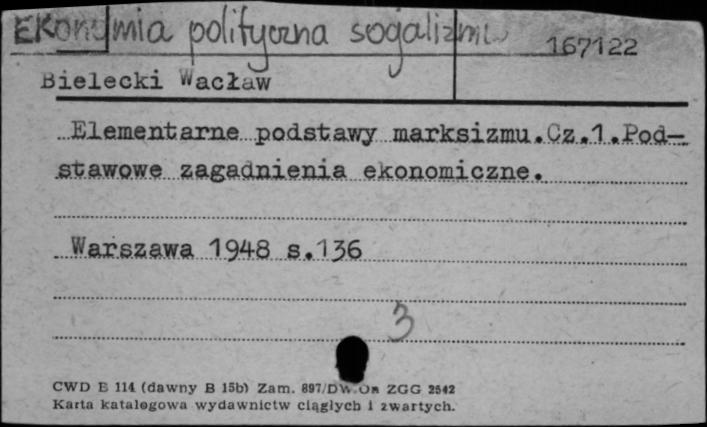 Ekonomia polityczna socjalizmu 167122
Bielecki Wacław
Elementarne podstawy marksizmu.Cz.1.Pod-
stawowe zagadnienia ekonomiczne.
Warszawa 1948 s.136
3
CWD E 114 (dawny B 15b) Zam. 897/DW.Oa ZGG 2542
Karta katalogowa wydawnictw ciągłych i zwartych.